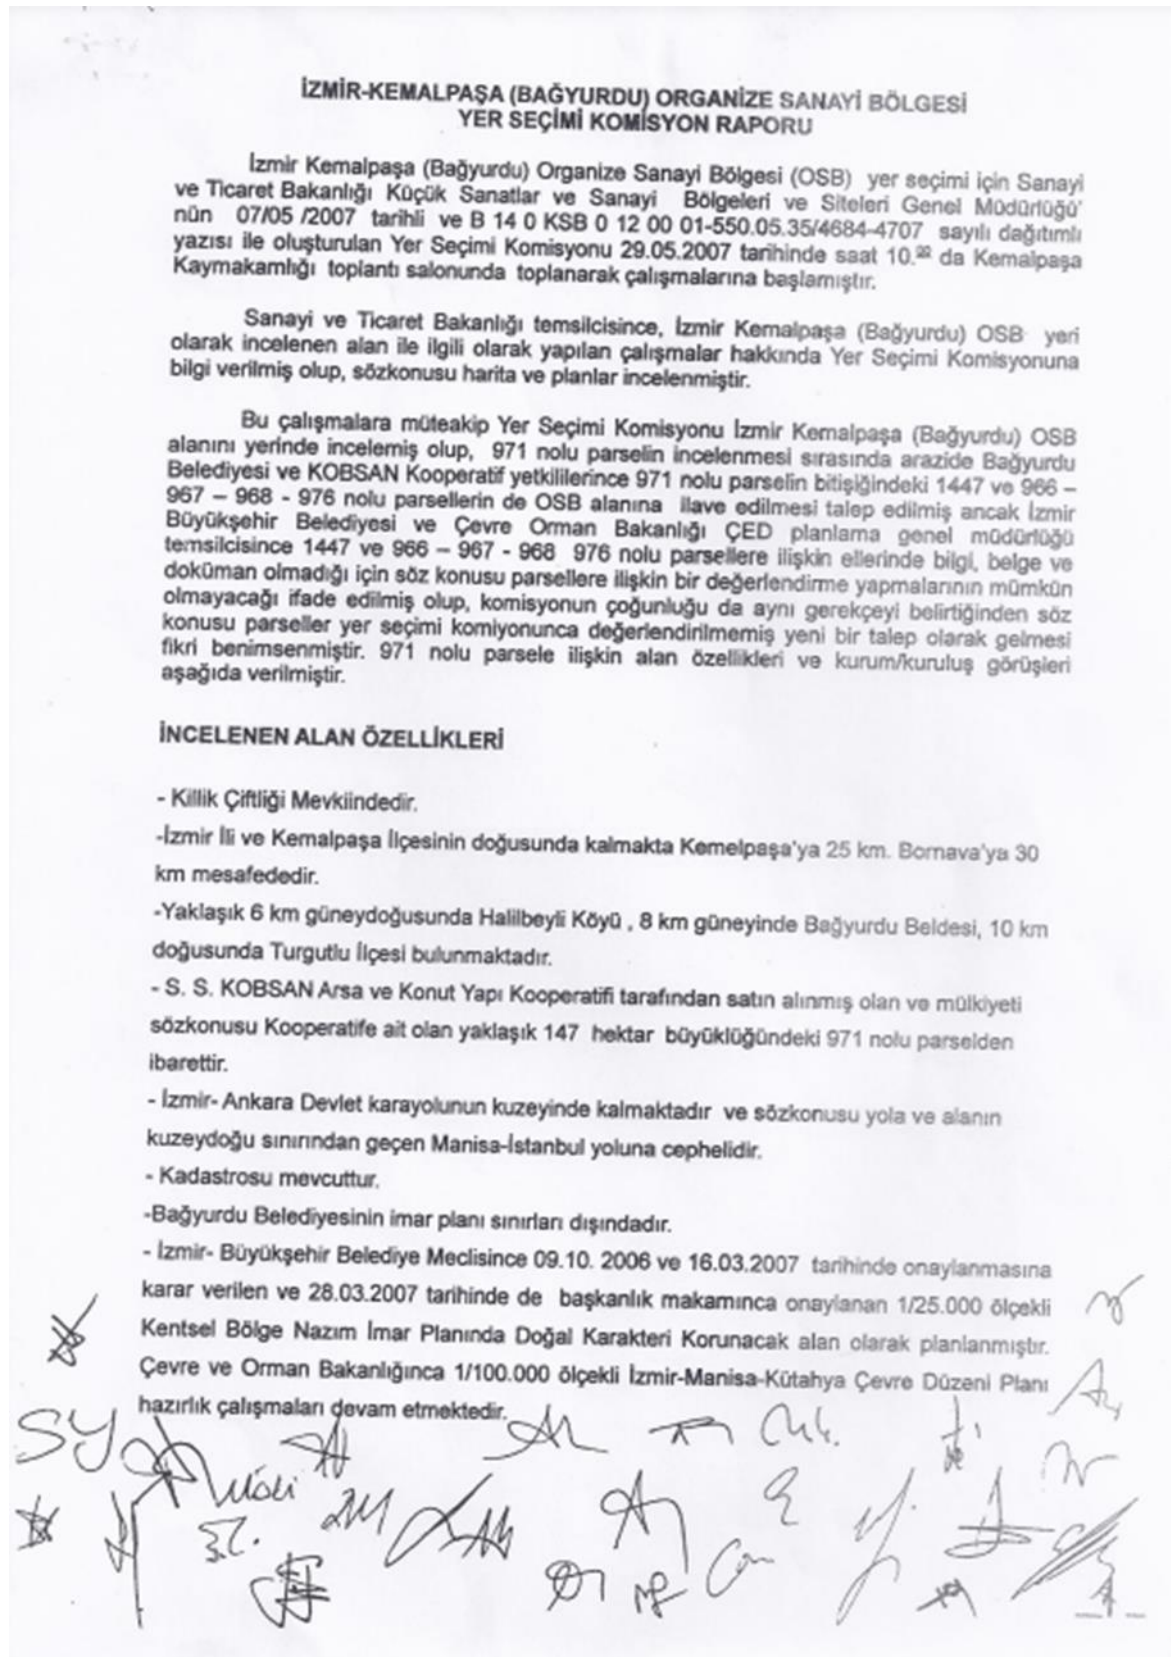 İZMİR-KEMALPAŞA (BAĞYURDU) ORGANİZE SANAYİ BÖLGESİ
YER SEÇİMİ KOMİSYON RAPORU
İzmir Kemalpaşa (Bağyurdu) Organize Sanayi Bölgesi (OSB) yer seçimi için Sanayi
ve Ticaret Bakanlığı Küçük Sanatlar ve Sanayi Bölgeleri ve Siteleri Genel Müdürlüğü'
nün 07/05 /2007 tarihli ve B 14 0 KSB 0 12 00 01-550.05.35/4684-4707 sayılı dağıtımlı
yazısı ile oluşturulan Yer Seçimi Komisyonu 29.05.2007 tarihinde saat 10.00 da Kemalpaşa
Kaymakamlığı toplantı salonunda toplanarak çalışmalarına başlamıştır.
Sanayi ve Ticaret Bakanlığı temsilcisince, İzmir Kemalpaşa (Bağyurdu) OSB yeri
olarak incelenen alan ile ilgili olarak yapılan çalışmalar hakkında Yer Seçimi Komisyonuna
bilgi verilmiş olup, sözkonusu harita ve planlar incelenmiştir.
Bu çalışmalara müteakip Yer Seçimi Komisyonu İzmir Kemalpaşa (Bağyurdu) OSB
alanını yerinde incelemiş olup, 971 nolu parselin incelenmesi sırasında arazide Bağyurdu
Belediyesi ve KOBSAN Kooperatif yetkililerince 971 nolu parselin bitişiğindeki 1447 ve 966 –
967 – 968 - 976 nolu parsellerin de OSB alanına ilave edilmesi talep edilmiş ancak İzmir
Büyükşehir Belediyesi ve Çevre Orman Bakanlığı ÇED planlama genel müdürlüğü
temsilcisince 1447 ve 966 – 967 - 968 976 nolu parsellere ilişkin ellerinde bilgi, belge ve
doküman olmadığı için söz konusu parsellere ilişkin bir değerlendirme yapmalarının mümkün
olmayacağı ifade edilmiş olup, komisyonun çoğunluğu da aynı gerekçeyi belirtiğinden söz
konusu parseller yer seçimi komiyonunca değerlendirilmemiş yeni bir talep olarak gelmesi
fikri benimsenmiştir. 971 nolu parsele ilişkin alan özellikleri ve kurum/kuruluş görüşleri
aşağıda verilmiştir.
İNCELENEN ALAN ÖZELLİKLERİ
- Killik Çiftliği Mevkiindedir.
-İzmir İli ve Kemalpaşa İlçesinin doğusunda kalmakta Kemelpaşa'ya 25 km. Bornava'ya 30
km mesafededir.
-Yaklaşık 6 km güneydoğusunda Halilbeyli Köyü , 8 km güneyinde Bağyurdu Beldesi, 10 km
doğusunda Turgutlu İlçesi bulunmaktadır.
- S. S. KOBSAN Arsa ve Konut Yapı Kooperatifi tarafından satın alınmış olan ve mülkiyeti
sözkonusu Kooperatife ait olan yaklaşık 147 hektar büyüklüğündeki 971 nolu parselden
ibarettir.
- İzmir- Ankara Devlet karayolunun kuzeyinde kalmaktadır ve sözkonusu yola ve alanın
kuzeydoğu sınırından geçen Manisa-İstanbul yoluna cephelidir.
- Kadastrosu mevcuttur.
-Bağyurdu Belediyesinin imar planı sınırları dışındadır.
- İzmir- Büyükşehir Belediye Meclisince 09.10. 2006 ve 16.03.2007 tarihinde onaylanmasına
karar verilen ve 28.03.2007 tarihinde de başkanlık makamınca onaylanan 1/25.000 ölçekli
Kentsel Bölge Nazım İmar Planında Doğal Karakteri Korunacak alan olarak planlanmıştır.
Çevre ve Orman Bakanlığınca 1/100.000 ölçekli İzmir-Manisa-Kütahya Çevre Düzeni Planı
hazırlık çalışmaları devam etmektedir.